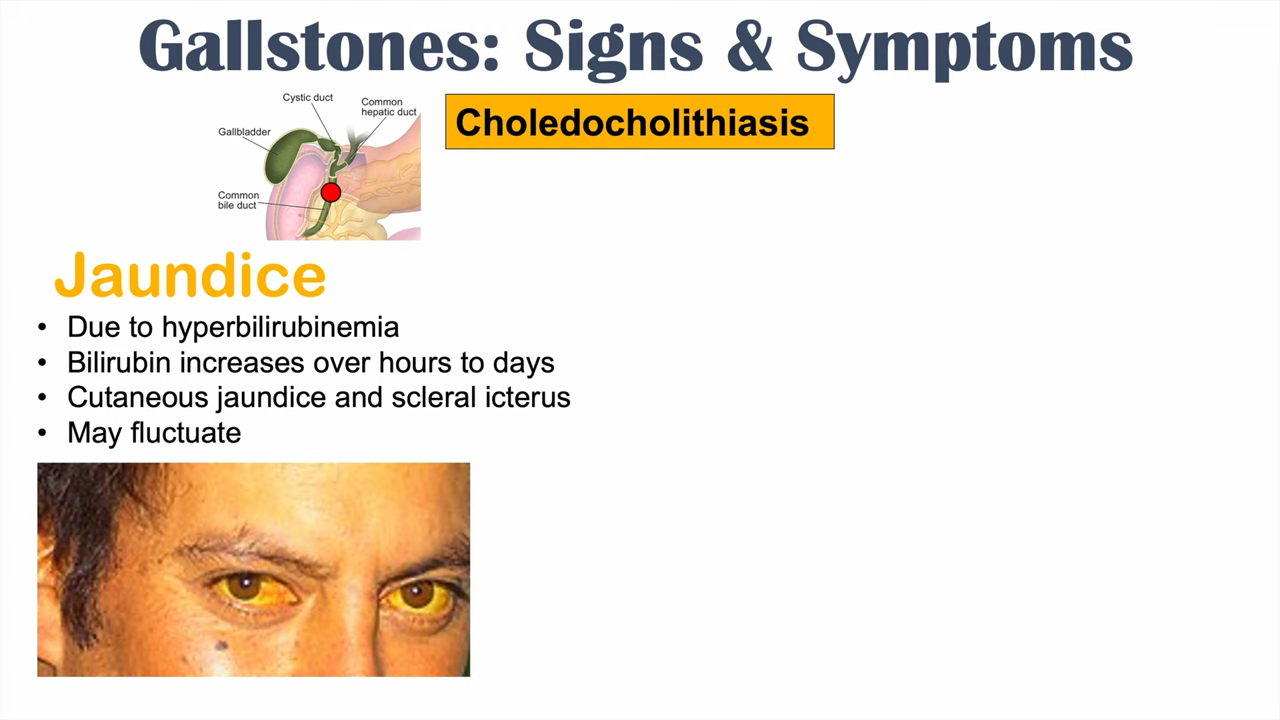 Gallstones: Signs & Symptoms
Cystic duct
Common
hepatic duct
Gallbladder
Common
bile duct
Choledocholithiasis
Jaundice
• Due to hyperbilirubinemia
• Bilirubin increases over hours to days
• Cutaneous jaundice and scleral icterus
• May fluctuate